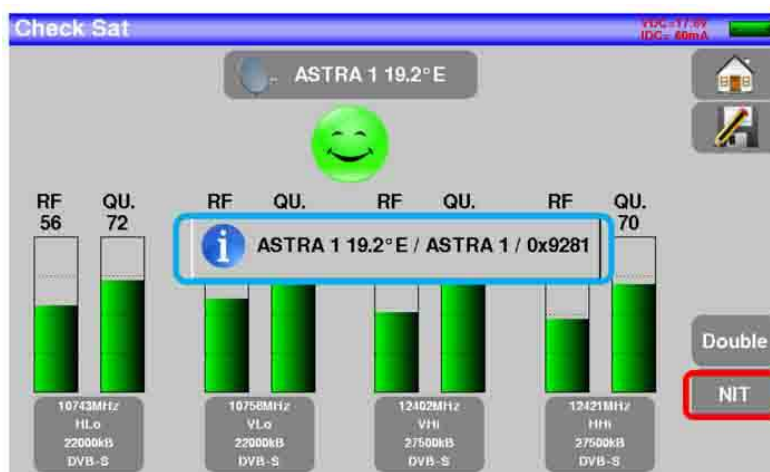 Check Sat
VDC=17.8V
IDC= 60mA
ASTRA 1 19.2°E
RF QU. RF QU. RF QU. RF QU.
56 72 70
ASTRA 1 19.2°E / ASTRA 1 / 0x9281
Double
NIT
10743MHz 10758MHz 12402MHz 12421MHz
HLo VLo VHi HHi
22000kB 22000kB 27500kB 27500kB
DVB-S DVB-S DVB-S DVB-S